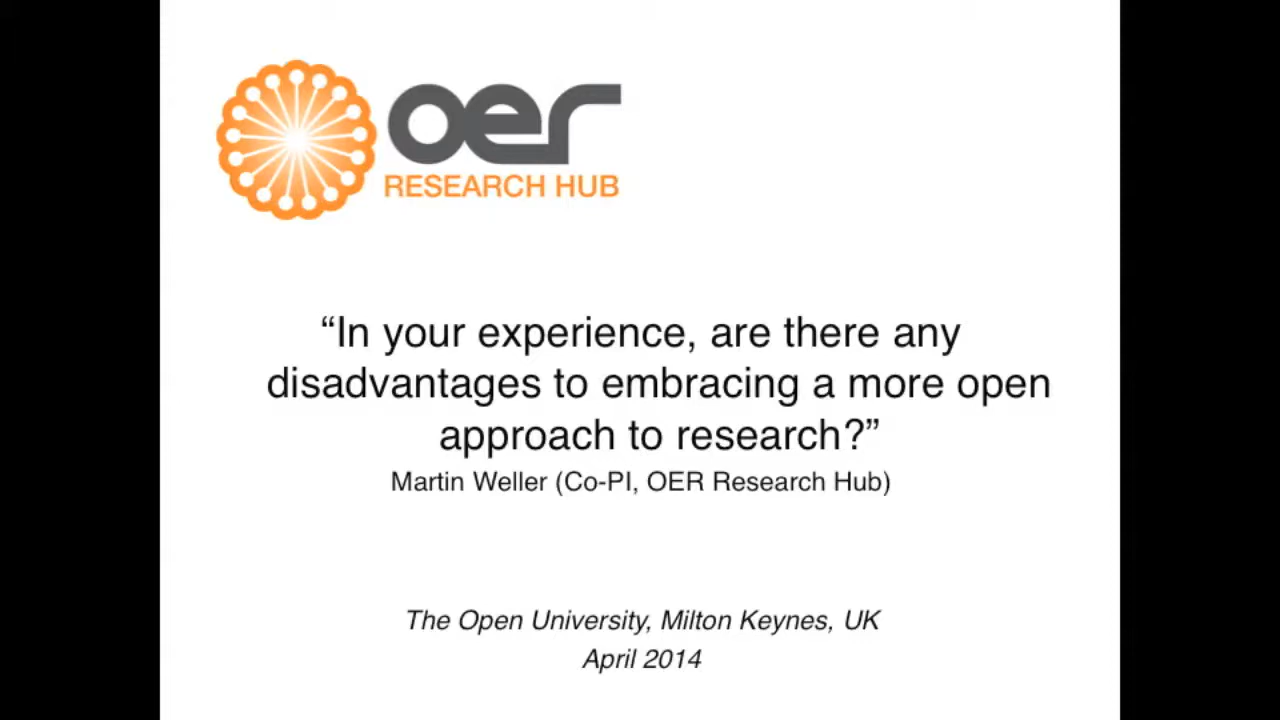 oer
RESEARCH HUB
“In your experience, are there any
disadvantages to embracing a more open
approach to research?”
Martin Weller (Co-PI, OER Research Hub)
The Open University, Milton Keynes, UK
April 2014